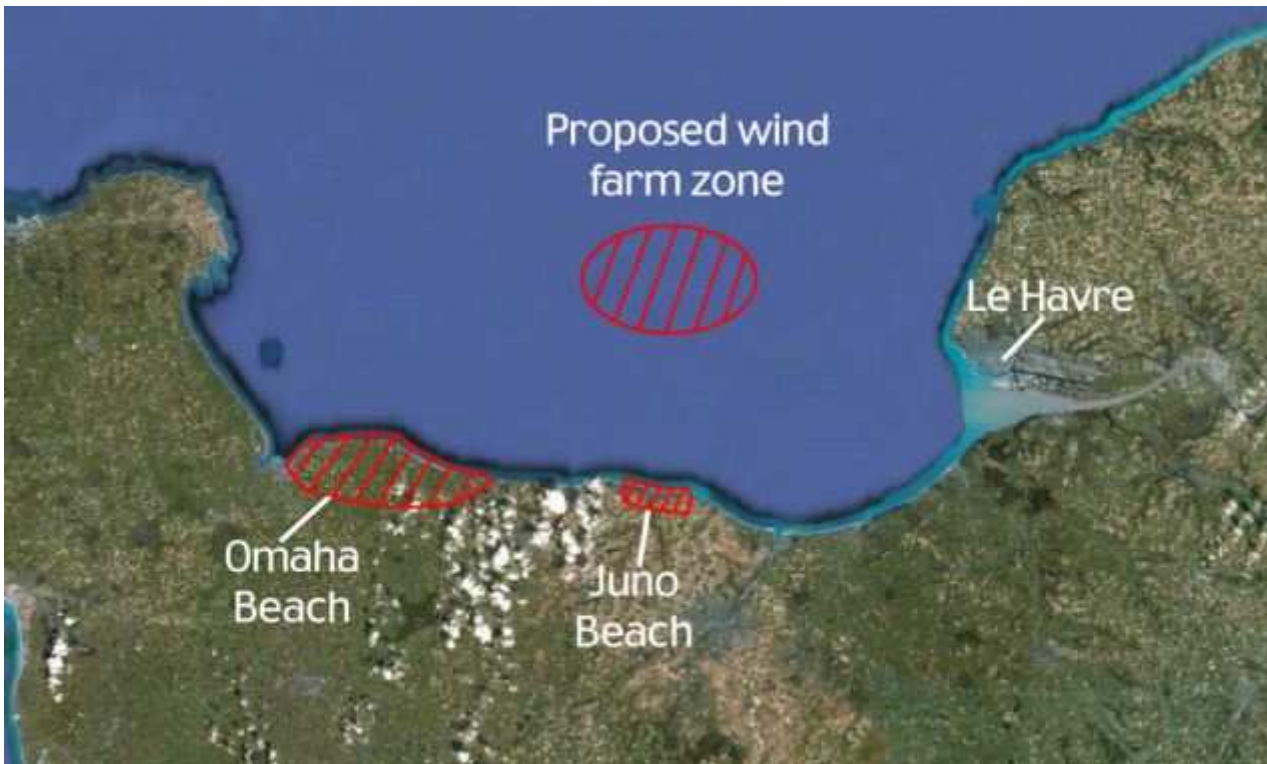 Proposed wind
farm zone
Le Havre
Omaha
Beach
Juno
Beach